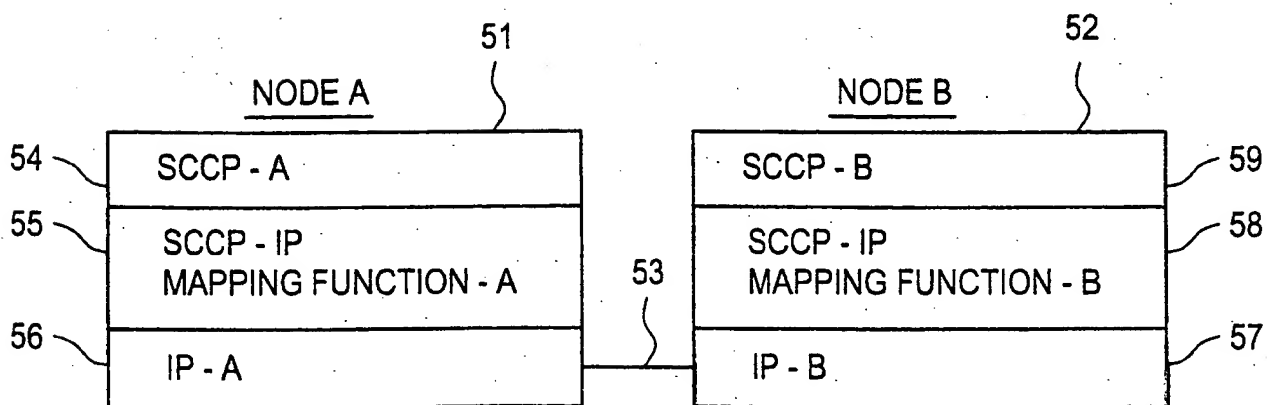 51
52
NODE A
NODE B
54
SCCP - A
SCCP - B
59
55
SCCP - IP
MAPPING FUNCTION - A
SCCP - IP
MAPPING FUNCTION - B
58
53
56
IP - A
IP - B
57